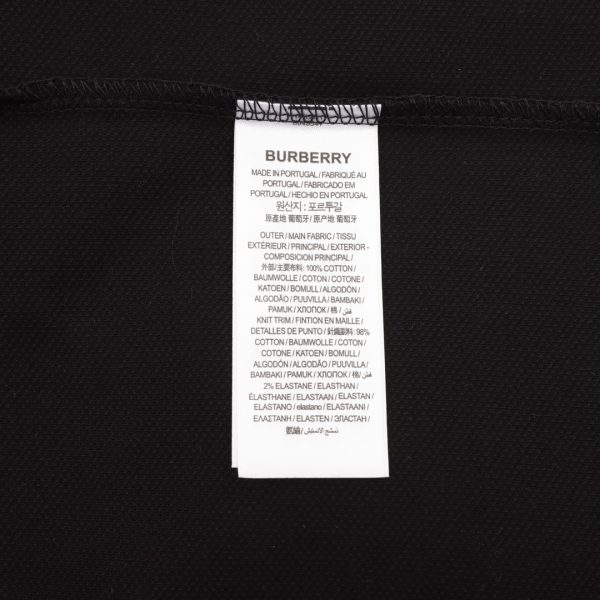 BURBERRY
MADE IN PORTUGAL / FABRIQUÉ AU
PORTUGAL / FABRICADO EM
PORTUGAL / HECHO EN PORTUGAL
원산지 : 포르투갈
原產地 葡萄牙 / 原产地 葡萄牙
OUTER / MAIN FABRIC / TISSU
EXTÉRIEUR / PRINCIPAL / EXTERIOR -
COMPOSICION PRINCIPAL /
外部/主要布料: 100% COTTON /
BAUMWOLLE / COTON / COTONE /
KATOEN / BOMULL / ALGODÓN /
ALGODÃO / PUUVILLA / BAMBAKI /
PAMUK / ХЛОПОК / 棉 / قطن /
KNIT TRIM / FINTION EN MAILLE /
DETALLES DE PUNTO / 針織副料: 98%
COTTON / BAUMWOLLE / COTON /
COTONE / KATOEN / BOMULL /
ALGODÓN / ALGODÃO / PUUVILLA /
BAMBAKI / PAMUK / ХЛОПОК / 棉 / قطن
2% ELASTANE / ELASTHAN /
ÉLASTHANE / ELASTAAN / ELASTAN /
ELASTANO / elastano / ELASTAANI /
ΕΛΑΣΤΑΝΗ / ELASTEN / ЭЛАСТАН /
氨綸 /